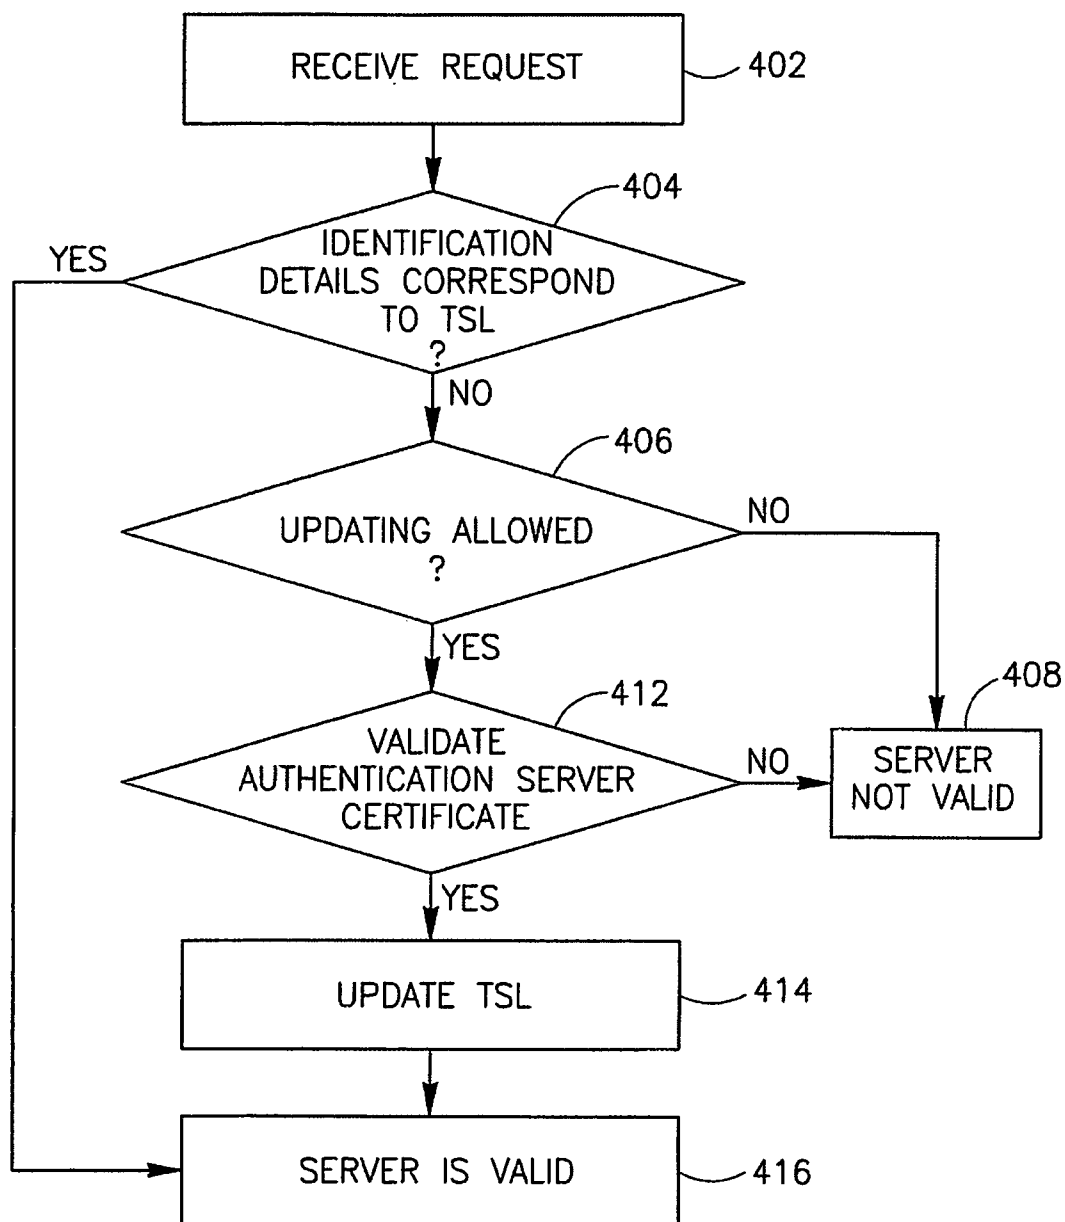 RECEIVE REQUEST
402
404
IDENTIFICATION
DETAILS CORRESPOND
TO TSL
?
YES
NO
406
UPDATING ALLOWED
?
NO
YES
412
VALIDATE
AUTHENTICATION SERVER
CERTIFICATE
NO
408
SERVER
NOT VALID
YES
UPDATE TSL
414
SERVER IS VALID
416